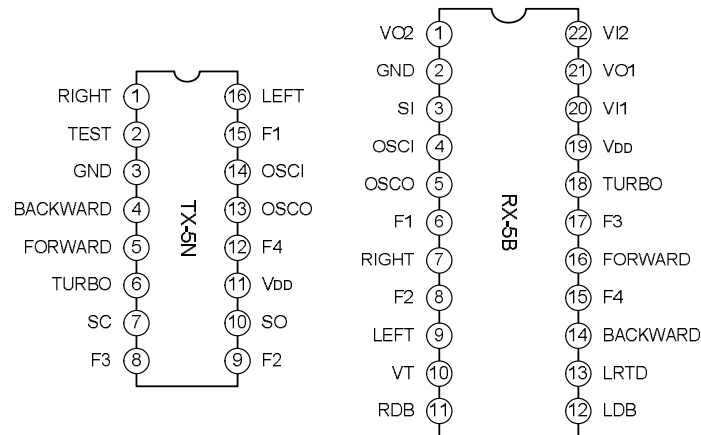 RIGHT 1 16 LEFT
TEST 2 15 F1
GND 3 14 OSCI
BACKWARD 4 13 OSCO
FORWARD 5 12 F4
TURBO 6 11 VDD
SC 7 10 SO
F3 8 9 F2
TX-5N
VO2 1 22 VI2
GND 2 21 VO1
SI 3 20 VI1
OSCI 4 19 VDD
OSCO 5 18 TURBO
F1 6 17 F3
RIGHT 7 16 FORWARD
F2 8 15 F4
LEFT 9 14 BACKWARD
VT 10 13 LRTD
RDB 11 12 LDB
RX-5B